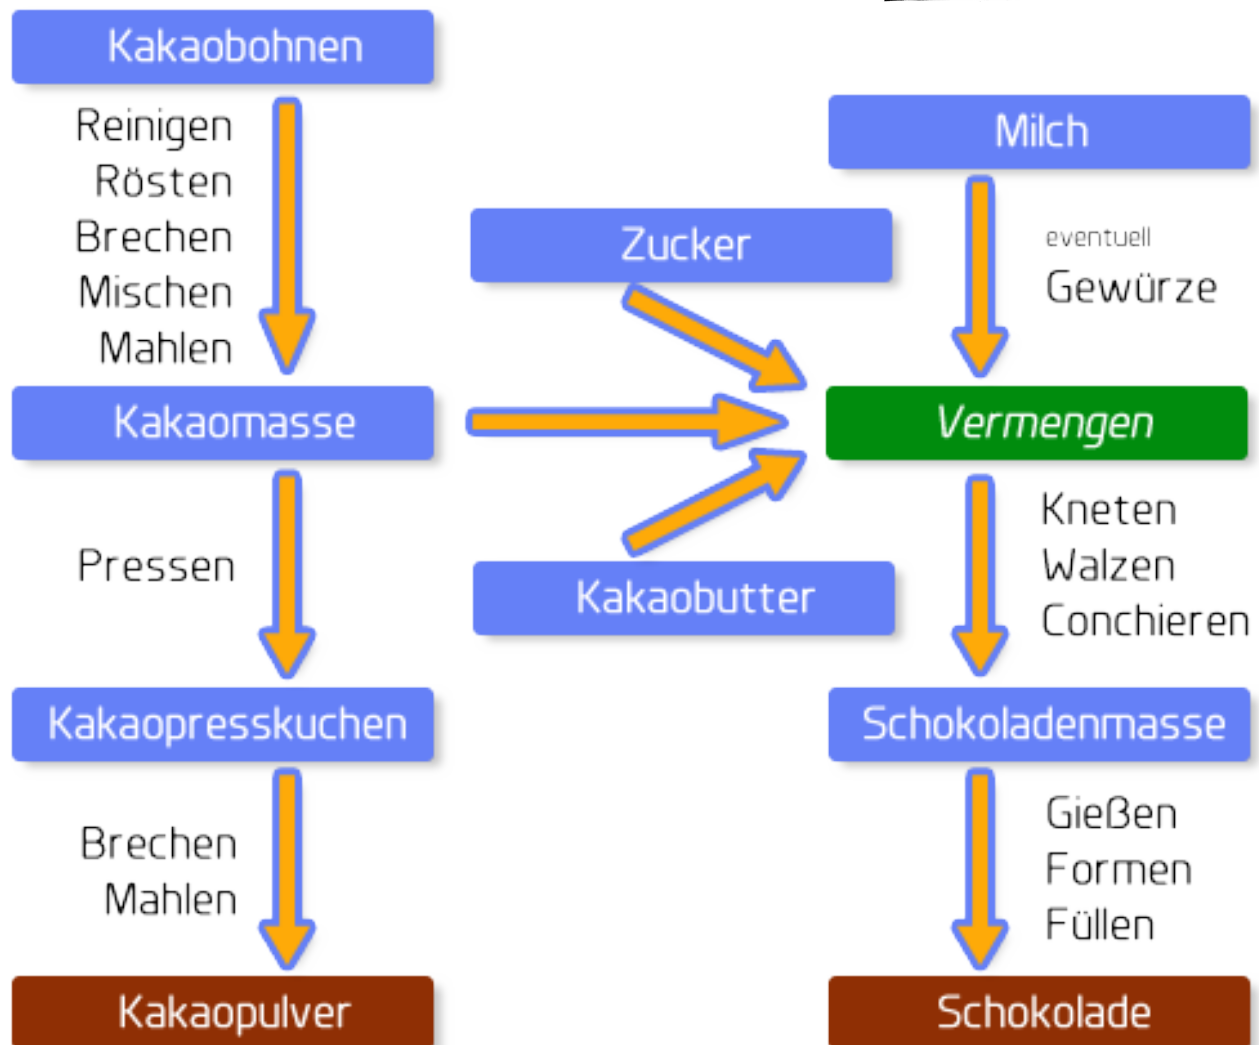 Kakaobohnen
Reinigen
Rösten
Brechen
Mischen
Mahlen
Kakaomasse
Pressen
Kakaopresskuchen
Brechen
Mahlen
Kakaopulver
Zucker
Kakaobutter
Milch
eventuell
Gewürze
Vermengen
Kneten
Walzen
Conchieren
Schokoladenmasse
Gießen
Formen
Füllen
Schokolade